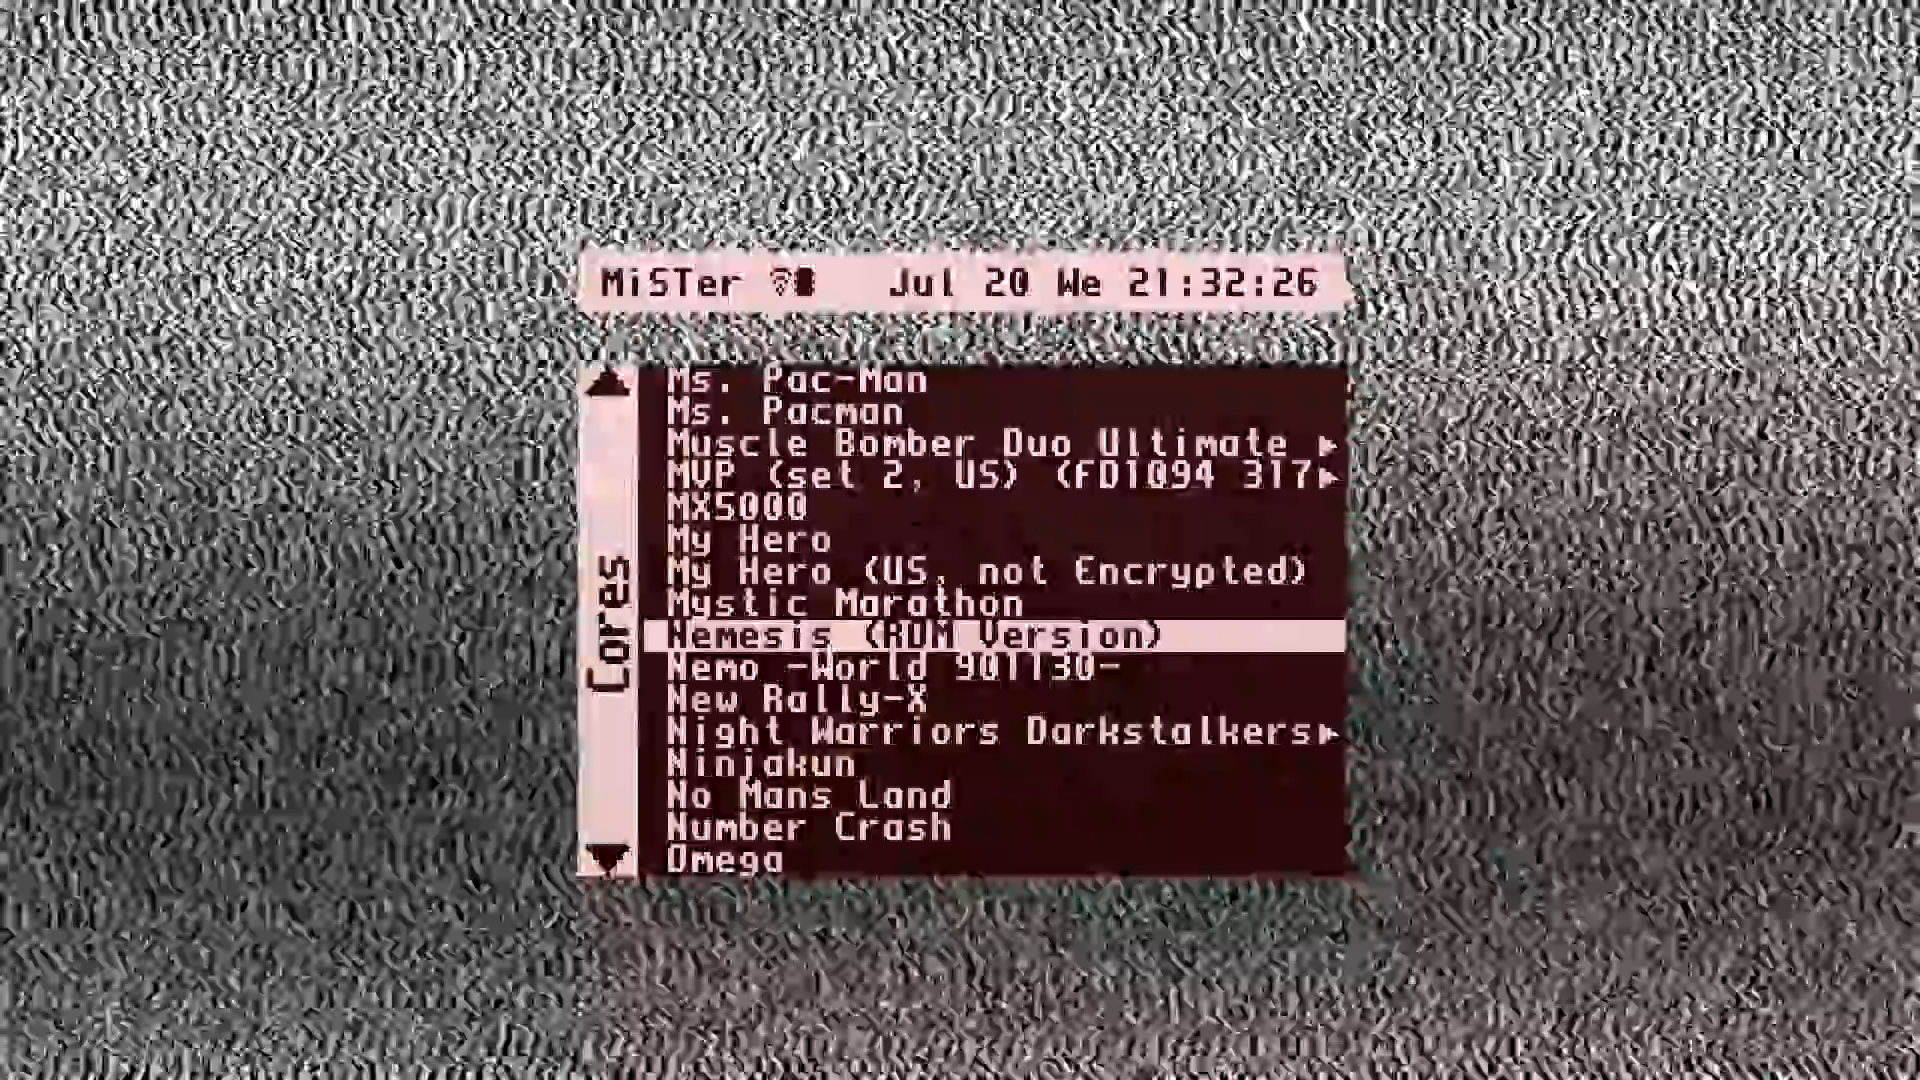 MiSTer Jul 20 We 21:32:26
Cores
Ms. Pac-Man
Ms. Pacman
Muscle Bomber Duo Ultimate
MVP (set 2, US) (FD1094 317
MX5000
My Hero
My Hero (US, not Encrypted)
Mystic Marathon
Nemesis (ROM Version)
Nemo -World 901130-
New Rally-X
Night Warriors Darkstalkers
Ninjakun
No Mans Land
Number Crash
Omega